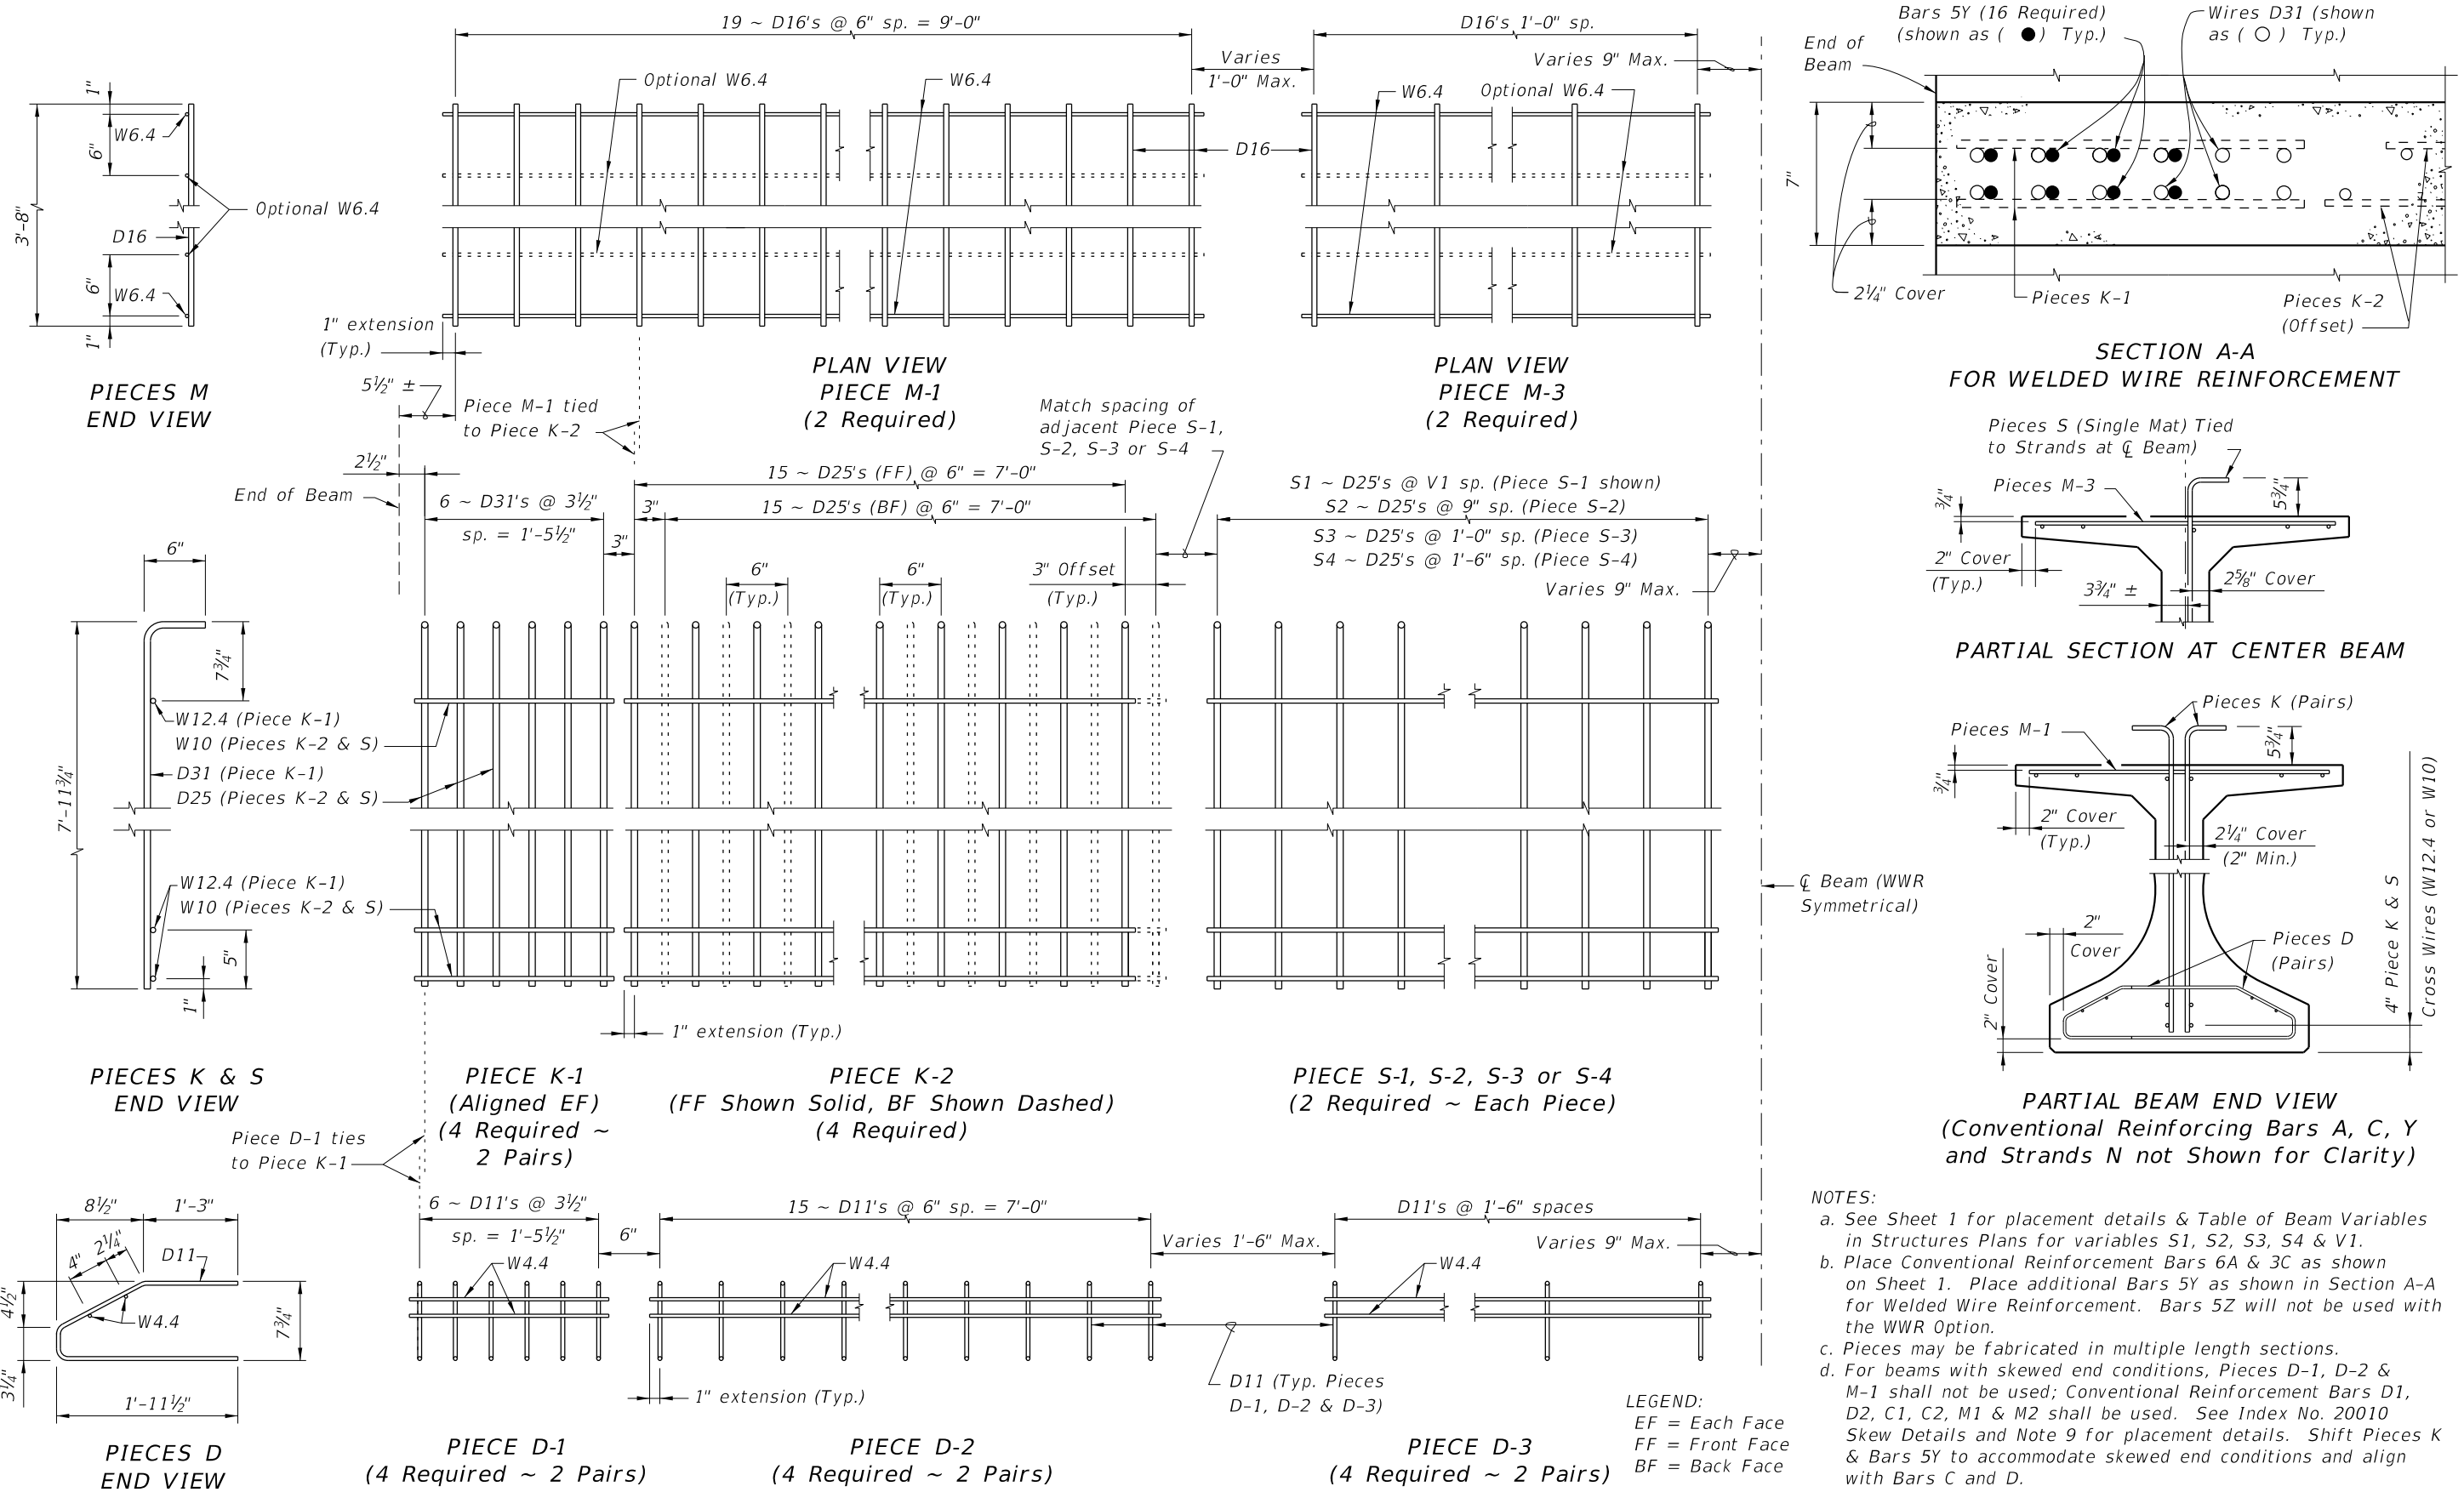 19 ~ D16's @ 6" sp. = 9'-0"
Varies
1'-0" Max.
D16's 1'-0" sp.
Varies 9" Max.
Optional W6.4
W6.4
W6.4
Optional W6.4
D16
1"
6"
W6.4
3'-8"
Optional W6.4
D16
6"
W6.4
1"
1" extension
(Typ.)
PIECES M
END VIEW
PLAN VIEW
PIECE M-1
(2 Required)
PLAN VIEW
PIECE M-3
(2 Required)
5½" ±
Piece M-1 tied
to Piece K-2
Match spacing of
adjacent Piece S-1,
S-2, S-3 or S-4
2½"
End of Beam
6 ~ D31's @ 3½"
sp. = 1'-5½"
3"
15 ~ D25's (FF) @ 6" = 7'-0"
3"
15 ~ D25's (BF) @ 6" = 7'-0"
6"
(Typ.)
6"
(Typ.)
3" Offset
(Typ.)
S1 ~ D25's @ V1 sp. (Piece S-1 shown)
S2 ~ D25's @ 9" sp. (Piece S-2)
S3 ~ D25's @ 1'-0" sp. (Piece S-3)
S4 ~ D25's @ 1'-6" sp. (Piece S-4)
Varies 9" Max.
6"
7¾"
7'-11¾"
W12.4 (Piece K-1)
W10 (Pieces K-2 & S)
D31 (Piece K-1)
D25 (Pieces K-2 & S)
W12.4 (Piece K-1)
W10 (Pieces K-2 & S)
5"
1"
1" extension (Typ.)
℄ Beam (WWR
Symmetrical)
PIECES K & S
END VIEW
PIECE K-1
(Aligned EF)
(4 Required ~
2 Pairs)
PIECE K-2
(FF Shown Solid, BF Shown Dashed)
(4 Required)
PIECE S-1, S-2, S-3 or S-4
(2 Required ~ Each Piece)
Piece D-1 ties
to Piece K-1
8½"
1'-3"
4"
2¼"
D11
4½"
3¼"
W4.4
7¾"
1'-11½"
PIECES D
END VIEW
6 ~ D11's @ 3½"
sp. = 1'-5½"
6"
W4.4
PIECE D-1
(4 Required ~ 2 Pairs)
15 ~ D11's @ 6" sp. = 7'-0"
W4.4
1" extension (Typ.)
PIECE D-2
(4 Required ~ 2 Pairs)
Varies 1'-6" Max.
D11's @ 1'-6" spaces
Varies 9" Max.
W4.4
D11 (Typ. Pieces
D-1, D-2 & D-3)
PIECE D-3
(4 Required ~ 2 Pairs)
LEGEND:
EF = Each Face
FF = Front Face
BF = Back Face
Bars 5Y (16 Required)
(shown as ( ● ) Typ.)
Wires D31 (shown
as ( ○ ) Typ.)
End of
Beam
7"
2¼" Cover
Pieces K-1
Pieces K-2
(Offset)
SECTION A-A
FOR WELDED WIRE REINFORCEMENT
Pieces S (Single Mat) Tied
to Strands at ℄ Beam)
Pieces M-3
¾"
5¾"
2" Cover
(Typ.)
3¾" ±
2⅝" Cover
PARTIAL SECTION AT CENTER BEAM
Pieces K (Pairs)
Pieces M-1
5¾"
¾"
2" Cover
(Typ.)
2¼" Cover
(2" Min.)
2"
Cover
2" Cover
Pieces D
(Pairs)
4" Piece K & S
Cross Wires (W12.4 or W10)
PARTIAL BEAM END VIEW
(Conventional Reinforcing Bars A, C, Y
and Strands N not Shown for Clarity)
NOTES:
a. See Sheet 1 for placement details & Table of Beam Variables
in Structures Plans for variables S1, S2, S3, S4 & V1.
b. Place Conventional Reinforcement Bars 6A & 3C as shown
on Sheet 1. Place additional Bars 5Y as shown in Section A-A
for Welded Wire Reinforcement. Bars 5Z will not be used with
the WWR Option.
c. Pieces may be fabricated in multiple length sections.
d. For beams with skewed end conditions, Pieces D-1, D-2 &
M-1 shall not be used; Conventional Reinforcement Bars D1,
D2, C1, C2, M1 & M2 shall be used. See Index No. 20010
Skew Details and Note 9 for placement details. Shift Pieces K
& Bars 5Y to accommodate skewed end conditions and align
with Bars C and D.